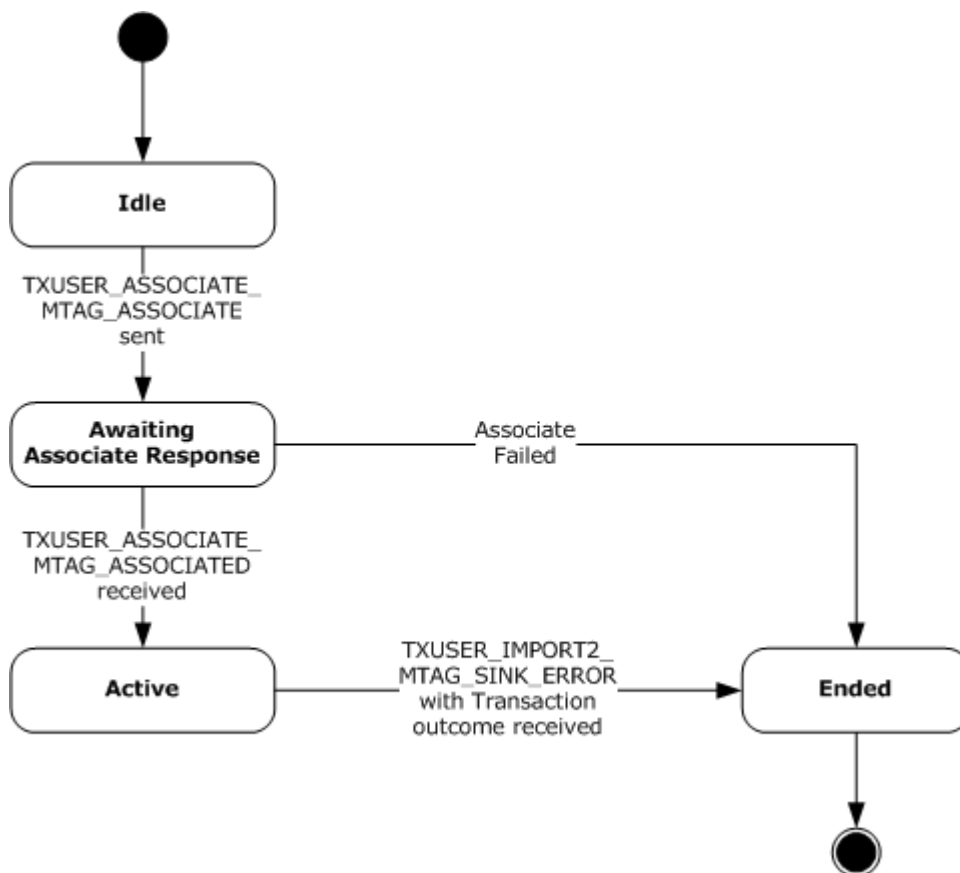 Idle
TXUSER_ASSOCIATE_
MTAG_ASSOCIATE
sent
Awaiting
Associate Response
Associate
Failed
TXUSER_ASSOCIATE_
MTAG_ASSOCIATED
received
Active
TXUSER_IMPORT2_
MTAG_SINK_ERROR
with Transaction
outcome received
Ended